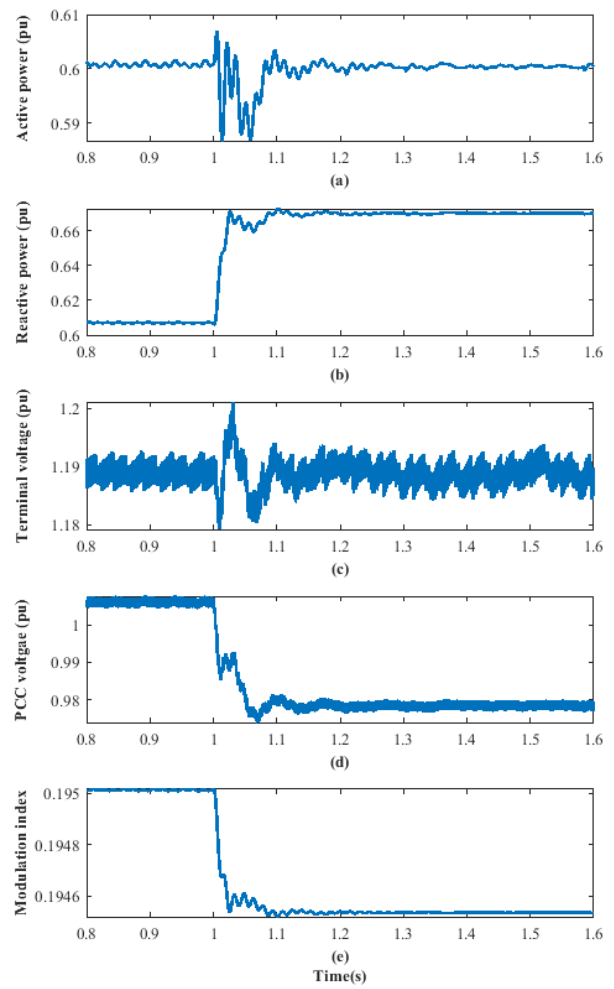 Active power (pu)
0.61
0.6
0.59
0.8 0.9 1 1.1 1.2 1.3 1.4 1.5 1.6
(a)
Reactive power (pu)
0.66
0.64
0.62
0.6
0.8 0.9 1 1.1 1.2 1.3 1.4 1.5 1.6
(b)
Terminal voltage (pu)
1.2
1.19
1.18
0.8 0.9 1 1.1 1.2 1.3 1.4 1.5 1.6
(c)
PCC voltgae (pu)
1
0.99
0.98
0.8 0.9 1 1.1 1.2 1.3 1.4 1.5 1.6
(d)
Modulation index
0.195
0.1948
0.1946
0.8 0.9 1 1.1 1.2 1.3 1.4 1.5 1.6
(e)
Time(s)